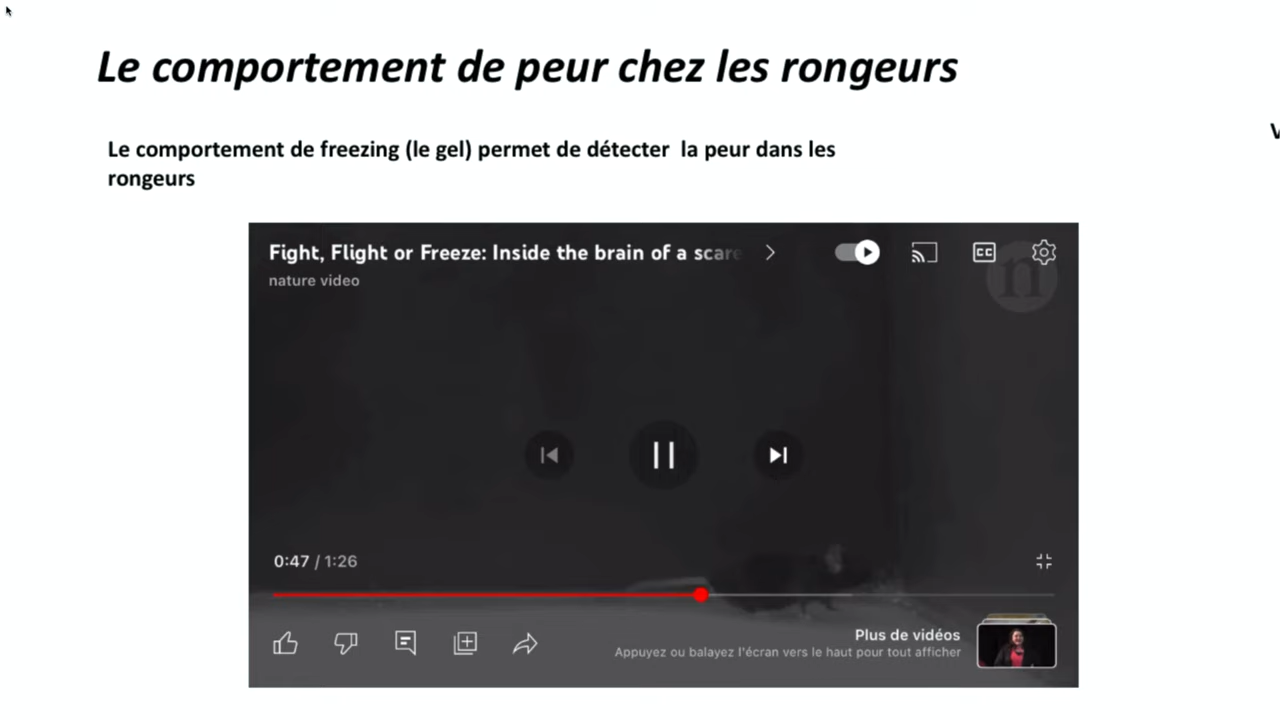 Le comportement de peur chez les rongeurs
V
Le comportement de freezing (le gel) permet de détecter  la peur dans les
rongeurs
Fight, Flight or Freeze: Inside the brain of a scare
CC
nature video
n
0:47 / 1:26
Plus de vidéos
Appuyez ou balayez l'écran vers le haut pour tout afficher